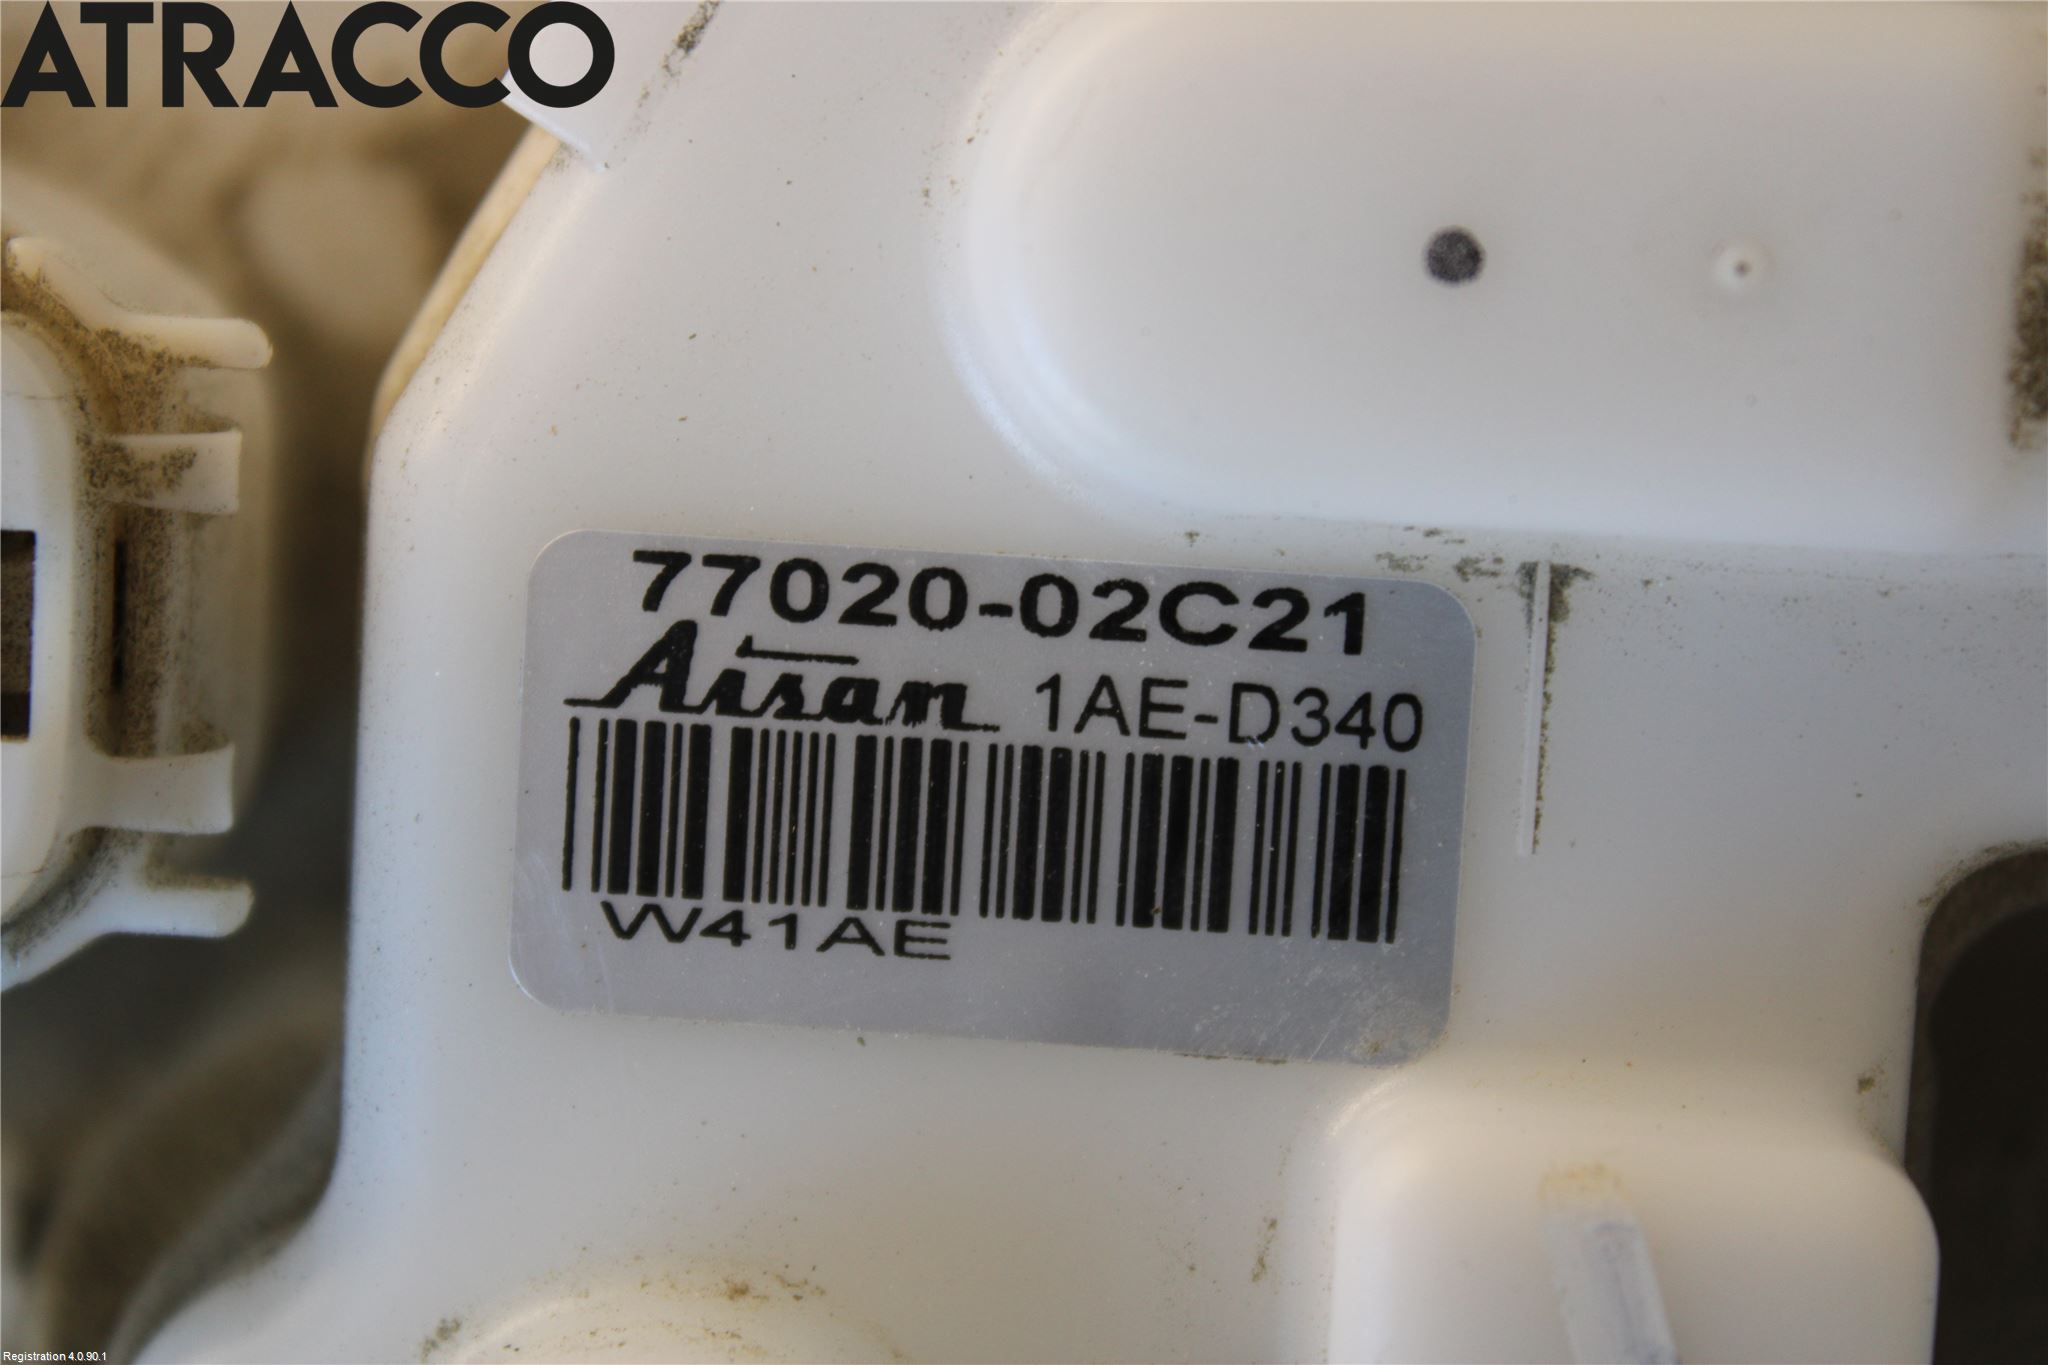 ATRACCO
77020-02C21
Aisan 1AE-D340
W41AE
Registration 4.0.90.1